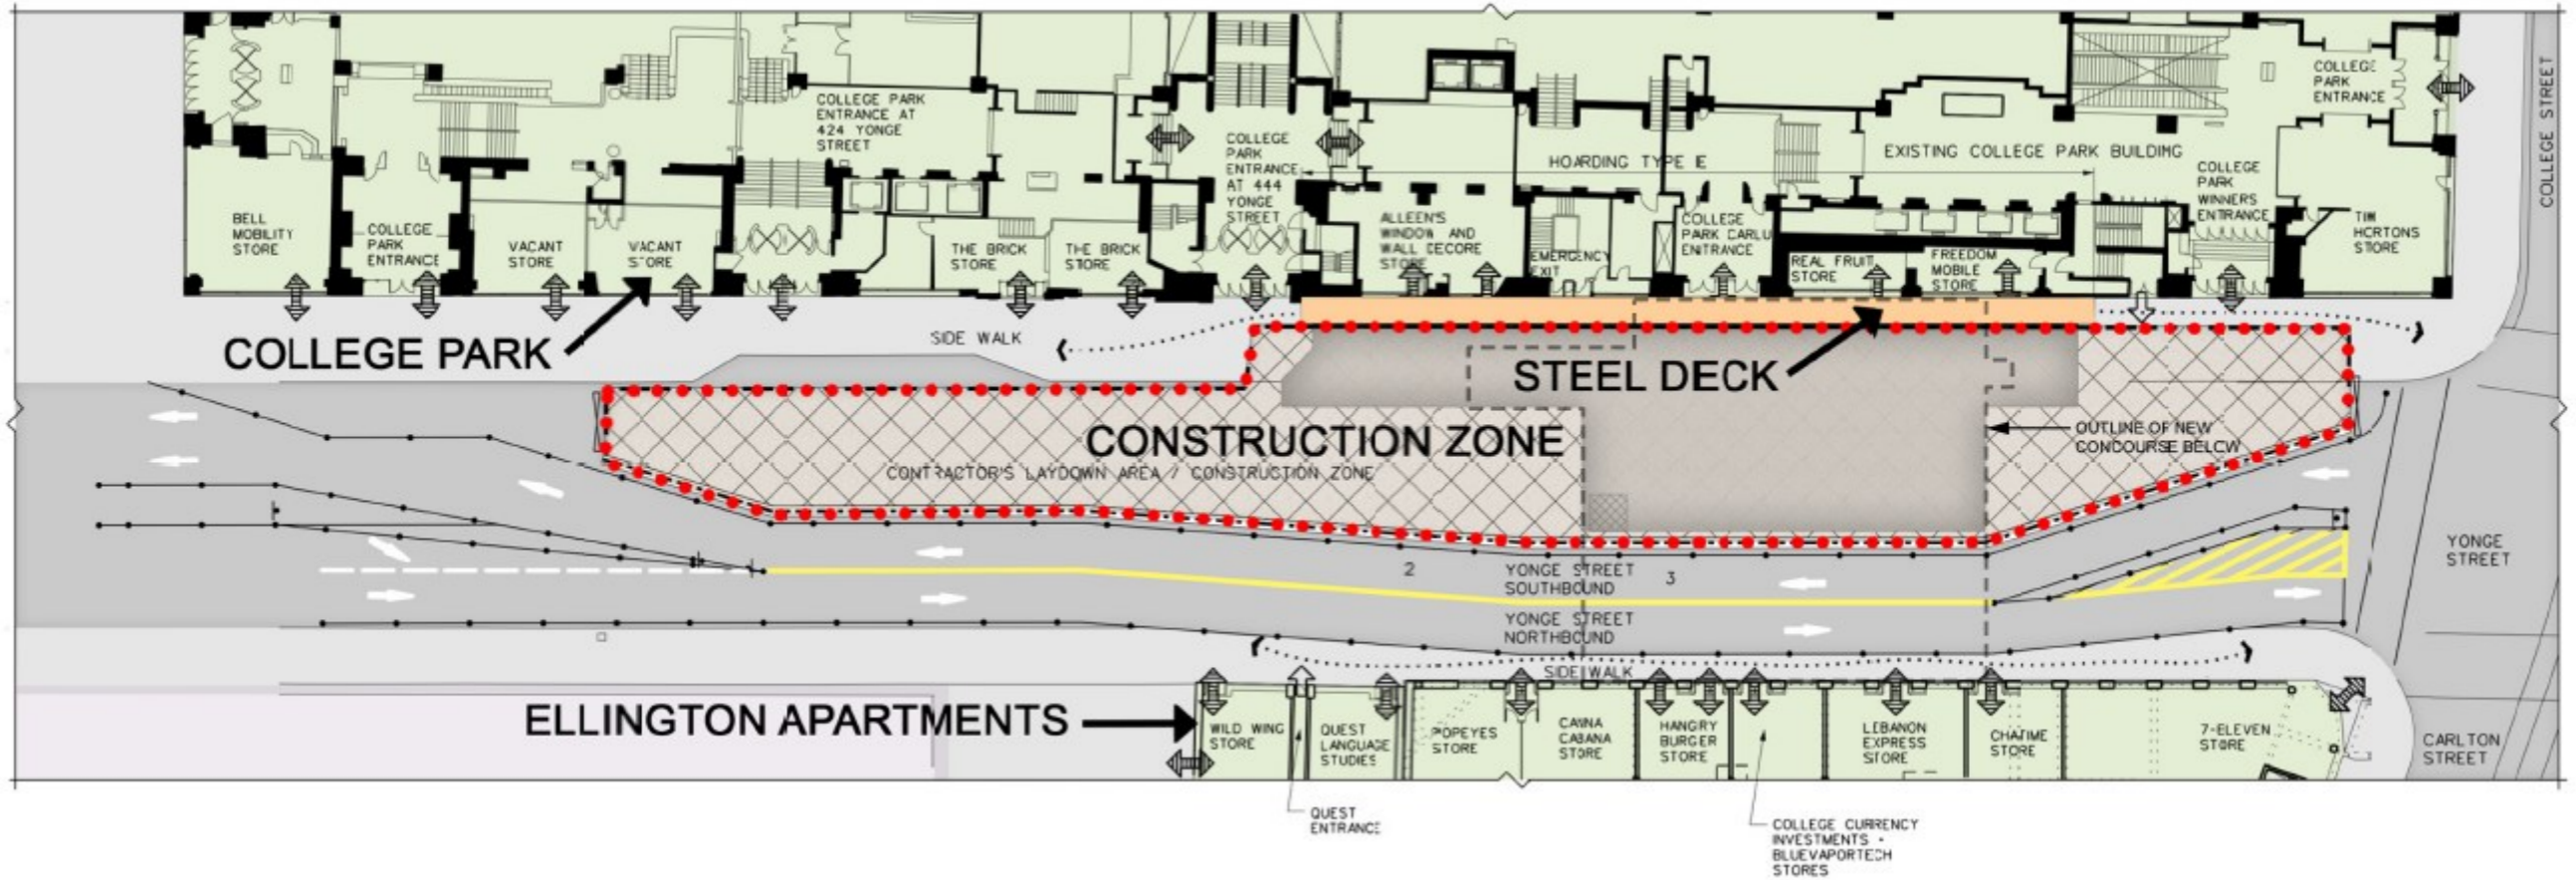 COLLEGE
PARK
ENTRANCE
COLLEGE STREET
COLLEGE PARK
ENTRANCE AT
424 YONGE
STREET
COLLEGE
PARK
ENTRANCE
AT 444
YONGE
STREET
HOARDING TYPE E
EXISTING COLLEGE PARK BUILDING
COLLEGE
PARK
WINNERS
ENTRANCE
BELL
MOBILITY
STORE
COLLEGE
PARK
ENTRANCE
VACANT
STORE
VACANT
STORE
THE BRICK
STORE
THE BRICK
STORE
ALLEEN'S
WINDOW AND
WALL DECORE
STORE
EMERGENCY
EXIT
COLLEGE
PARK CARLU
ENTRANCE
REAL FRUIT
STORE
FREEDOM
MOBILE
STORE
TIM
HORTONS
STORE
COLLEGE PARK
SIDE WALK
STEEL DECK
CONSTRUCTION ZONE
CONTRACTOR'S LAYDOWN AREA / CONSTRUCTION ZONE
OUTLINE OF NEW
CONCOURSE BELOW
2
YONGE STREET
SOUTHBOUND
3
YONGE STREET
NORTHBOUND
YONGE
STREET
SIDE WALK
ELLINGTON APARTMENTS
WILD WING
STORE
QUEST
LANGUAGE
STUDIES
POPEYES
STORE
CANNA
CABANA
STORE
HANGRY
BURGER
STORE
LEBANON
EXPRESS
STORE
CHATIME
STORE
7-ELEVEN
STORE
CARLTON
STREET
QUEST
ENTRANCE
COLLEGE CURRENCY
INVESTMENTS -
BLUEVAPORTECH
STORES